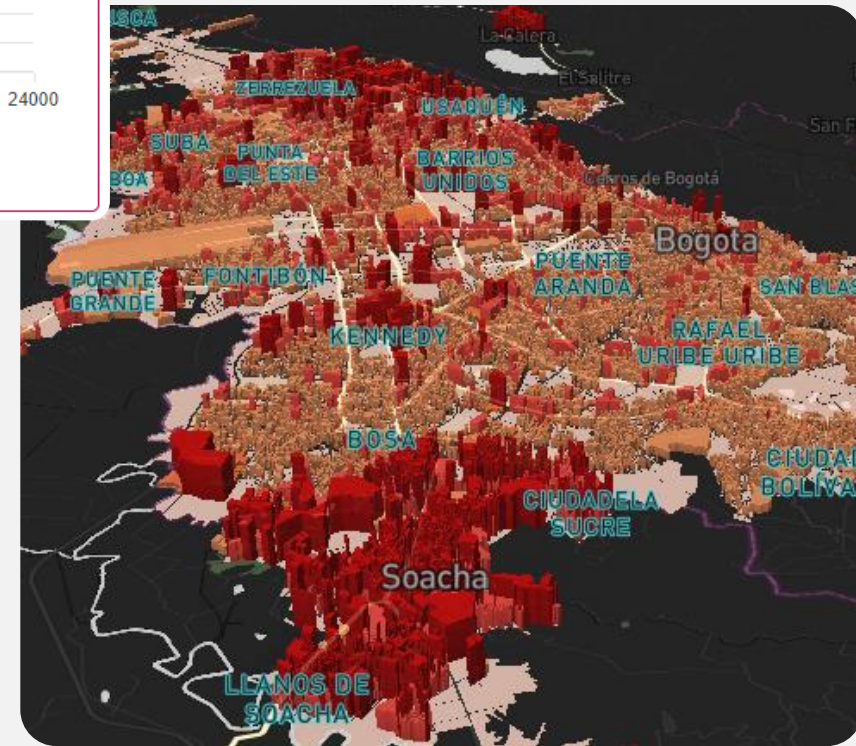 24000
La Calera
El Salitre
ZERREZUELA
USAQUÉN
SUBA
PUNTA
DEL ESTE
BARRIOS
UNIDOS
Cerros de Bogotá
Bogota
PUENTE
GRANDE
FONTIBÓN
PUENTE
ARANDA
SAN BLAS
KENNEDY
RAFAEL
URIBE URIBE
BOSA
CIUDADELA
SUCRE
Soacha
LLANOS DE
SOACHA